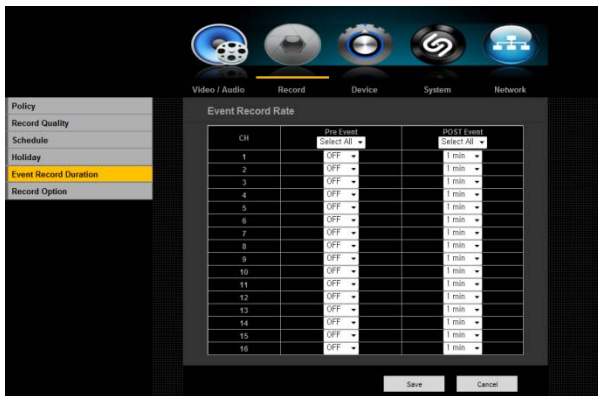 Video / Audio Record Device System Network
Policy
Record Quality
Schedule
Holiday
Event Record Duration
Record Option
Event Record Rate
CH Pre Event POST Event
Select All Select All
1 OFF 1 min
2 OFF 1 min
3 OFF 1 min
4 OFF 1 min
5 OFF 1 min
6 OFF 1 min
7 OFF 1 min
8 OFF 1 min
9 OFF 1 min
10 OFF 1 min
11 OFF 1 min
12 OFF 1 min
13 OFF 1 min
14 OFF 1 min
15 OFF 1 min
16 OFF 1 min
Save Cancel